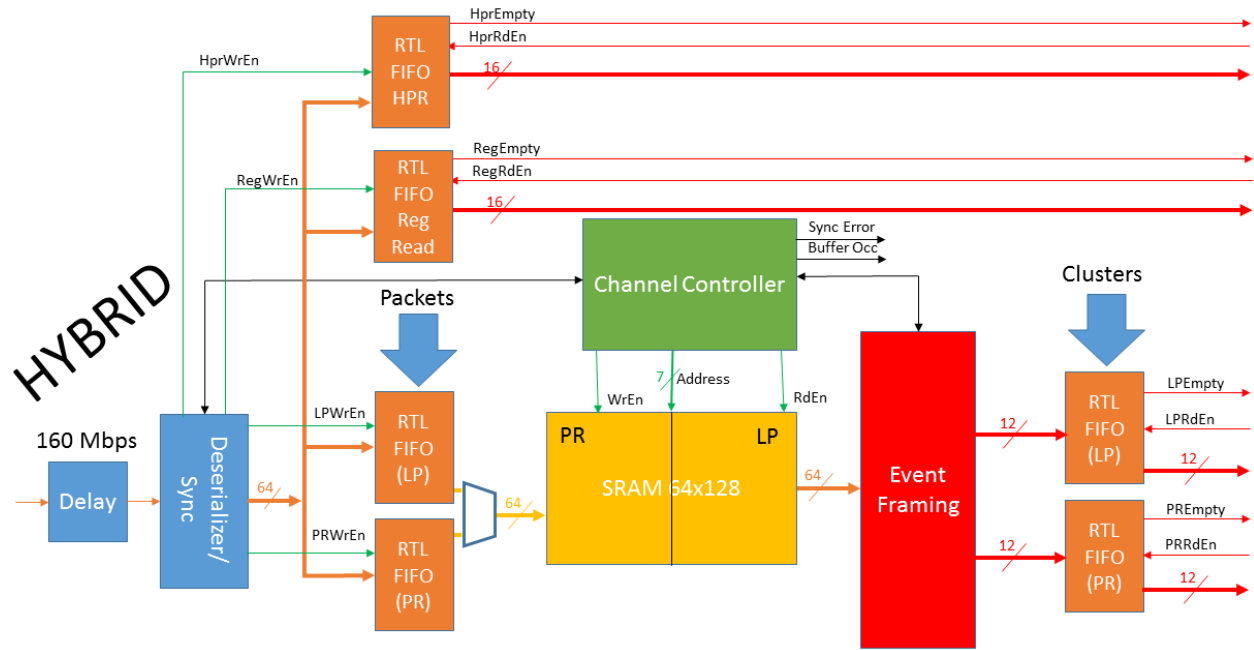 HprEmpty
HprRdEn
RTL
FIFO
HPR
16
HprWrEn
RegEmpty
RegRdEn
RTL
FIFO
Reg
Read
16
RegWrEn
Sync Error
Buffer Occ
Channel Controller
HYBRID
Packets
Clusters
7
Address
WrEn
RdEn
LPWrEn
RTL
FIFO
(LP)
PR
LP
SRAM 64x128
64
160 Mbps
Delay
Deserializer/
Sync
64
64
PRWrEn
RTL
FIFO
(PR)
Event
Framing
12
12
RTL
FIFO
(LP)
LPEmpty
LPRdEn
12
RTL
FIFO
(PR)
PREmpty
PRRdEn
12